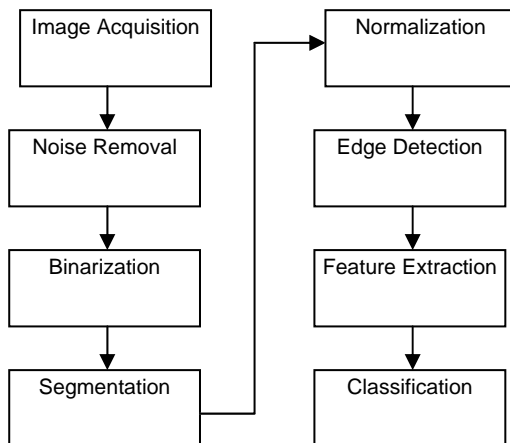 Image Acquisition
Noise Removal
Binarization
Segmentation
Normalization
Edge Detection
Feature Extraction
Classification